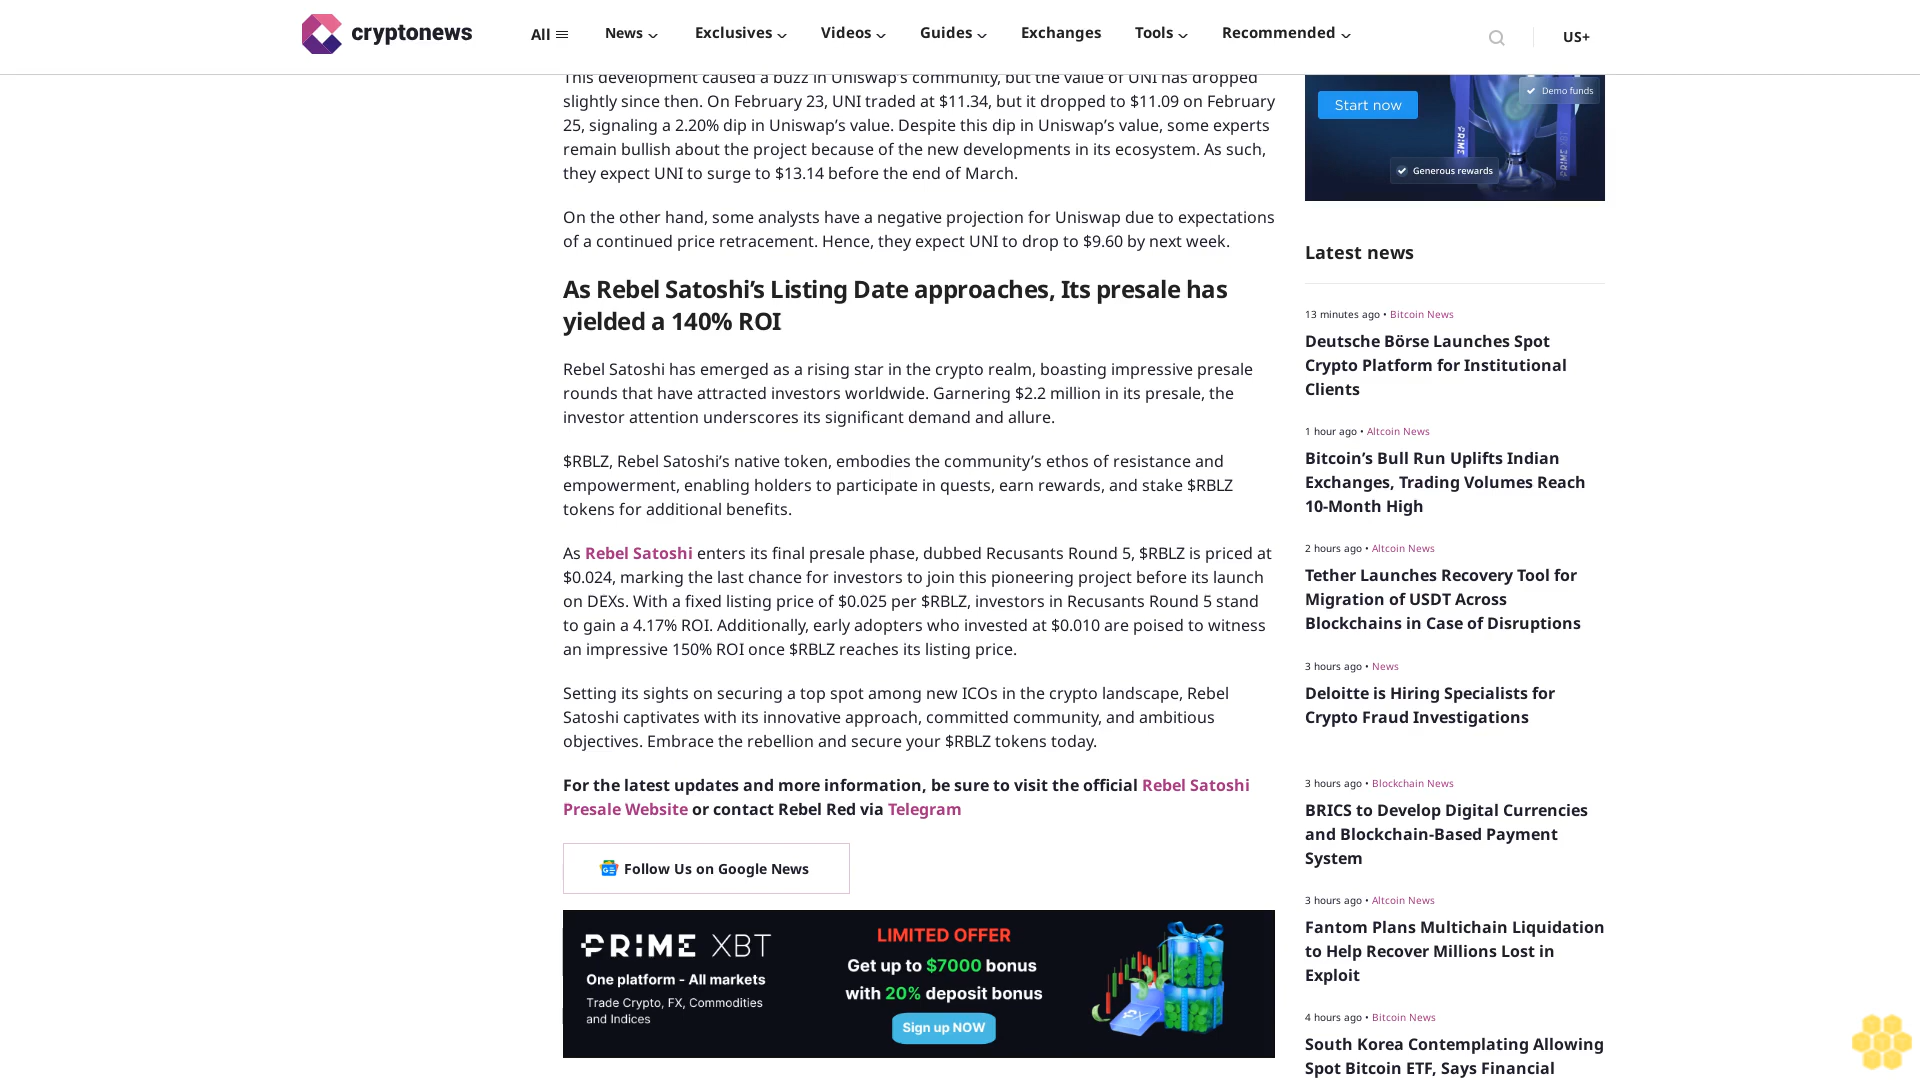 cryptonews
All
News
Exclusives
Videos
Guides
Exchanges
Tools
Recommended
US+
This development caused a buzz in Uniswap’s community, but the value of UNI has dropped
slightly since then. On February 23, UNI traded at $11.34, but it dropped to $11.09 on February
25, signaling a 2.20% dip in Uniswap’s value. Despite this dip in Uniswap’s value, some experts
remain bullish about the project because of the new developments in its ecosystem. As such,
they expect UNI to surge to $13.14 before the end of March.
On the other hand, some analysts have a negative projection for Uniswap due to expectations
of a continued price retracement. Hence, they expect UNI to drop to $9.60 by next week.
As Rebel Satoshi’s Listing Date approaches, Its presale has
yielded a 140% ROI
Rebel Satoshi has emerged as a rising star in the crypto realm, boasting impressive presale
rounds that have attracted investors worldwide. Garnering $2.2 million in its presale, the
investor attention underscores its significant demand and allure.
$RBLZ, Rebel Satoshi’s native token, embodies the community’s ethos of resistance and
empowerment, enabling holders to participate in quests, earn rewards, and stake $RBLZ
tokens for additional benefits.
As Rebel Satoshi enters its final presale phase, dubbed Recusants Round 5, $RBLZ is priced at
$0.024, marking the last chance for investors to join this pioneering project before its launch
on DEXs. With a fixed listing price of $0.025 per $RBLZ, investors in Recusants Round 5 stand
to gain a 4.17% ROI. Additionally, early adopters who invested at $0.010 are poised to witness
an impressive 150% ROI once $RBLZ reaches its listing price.
Setting its sights on securing a top spot among new ICOs in the crypto landscape, Rebel
Satoshi captivates with its innovative approach, committed community, and ambitious
objectives. Embrace the rebellion and secure your $RBLZ tokens today.
For the latest updates and more information, be sure to visit the official Rebel Satoshi
Presale Website or contact Rebel Red via Telegram
Follow Us on Google News
PRIME XBT
One platform - All markets
Trade Crypto, FX, Commodities
and Indices
LIMITED OFFER
Get up to $7000 bonus
with 20% deposit bonus
Sign up NOW
Start now
Demo funds
PRIME
PRIME XBT
Generous rewards
Latest news
13 minutes ago • Bitcoin News
Deutsche Börse Launches Spot
Crypto Platform for Institutional
Clients
1 hour ago • Altcoin News
Bitcoin’s Bull Run Uplifts Indian
Exchanges, Trading Volumes Reach
10-Month High
2 hours ago • Altcoin News
Tether Launches Recovery Tool for
Migration of USDT Across
Blockchains in Case of Disruptions
3 hours ago • News
Deloitte is Hiring Specialists for
Crypto Fraud Investigations
3 hours ago • Blockchain News
BRICS to Develop Digital Currencies
and Blockchain-Based Payment
System
3 hours ago • Altcoin News
Fantom Plans Multichain Liquidation
to Help Recover Millions Lost in
Exploit
4 hours ago • Bitcoin News
South Korea Contemplating Allowing
Spot Bitcoin ETF, Says Financial